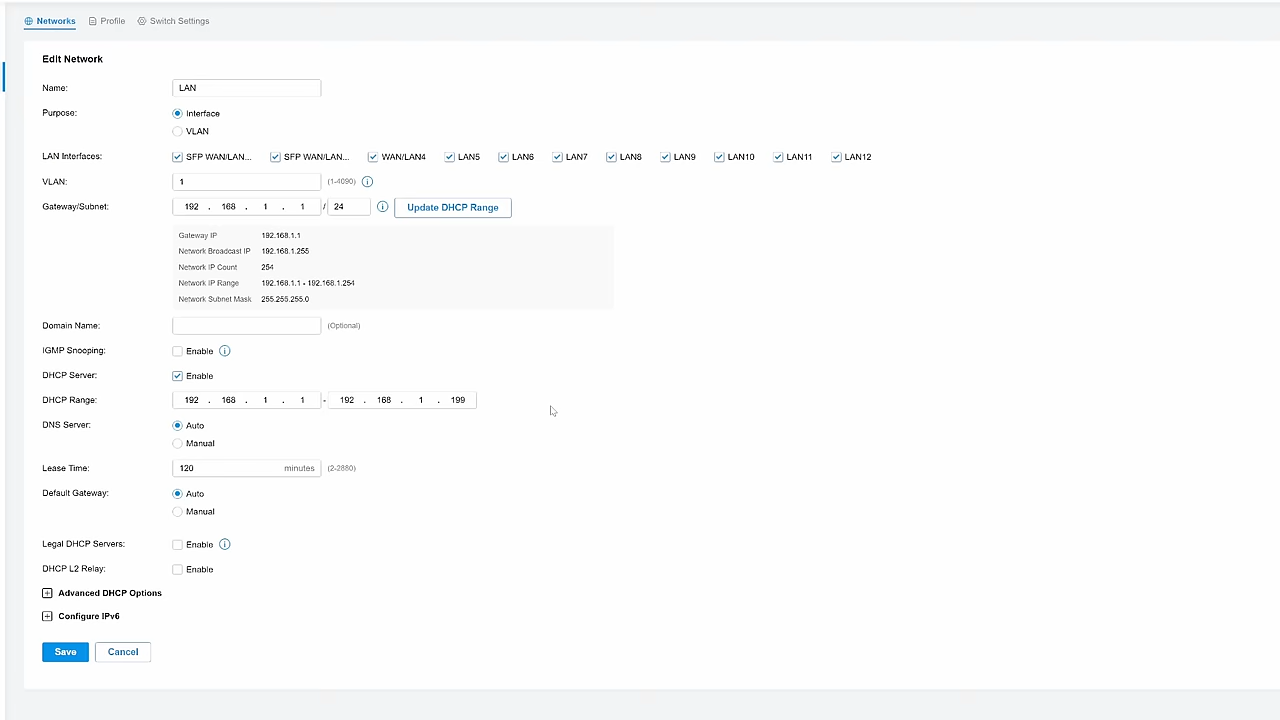 Networks Profile Switch Settings
Edit Network
Name: LAN
Purpose: Interface
VLAN
LAN Interfaces: SFP WAN/LAN... SFP WAN/LAN... WAN/LAN4 LAN5 LAN6 LAN7 LAN8 LAN9 LAN10 LAN11 LAN12
VLAN: 1 (1-4090)
Gateway/Subnet: 192 . 168 . 1 . 1 / 24 Update DHCP Range
Gateway IP 192.168.1.1
Network Broadcast IP 192.168.1.255
Network IP Count 254
Network IP Range 192.168.1.1 - 192.168.1.254
Network Subnet Mask 255.255.255.0
Domain Name: (Optional)
IGMP Snooping: Enable
DHCP Server: Enable
DHCP Range: 192 . 168 . 1 . 1 - 192 . 168 . 1 . 199
DNS Server: Auto
Manual
Lease Time: 120 minutes (2-2880)
Default Gateway: Auto
Manual
Legal DHCP Servers: Enable
DHCP L2 Relay: Enable
Advanced DHCP Options
Configure IPv6
Save Cancel